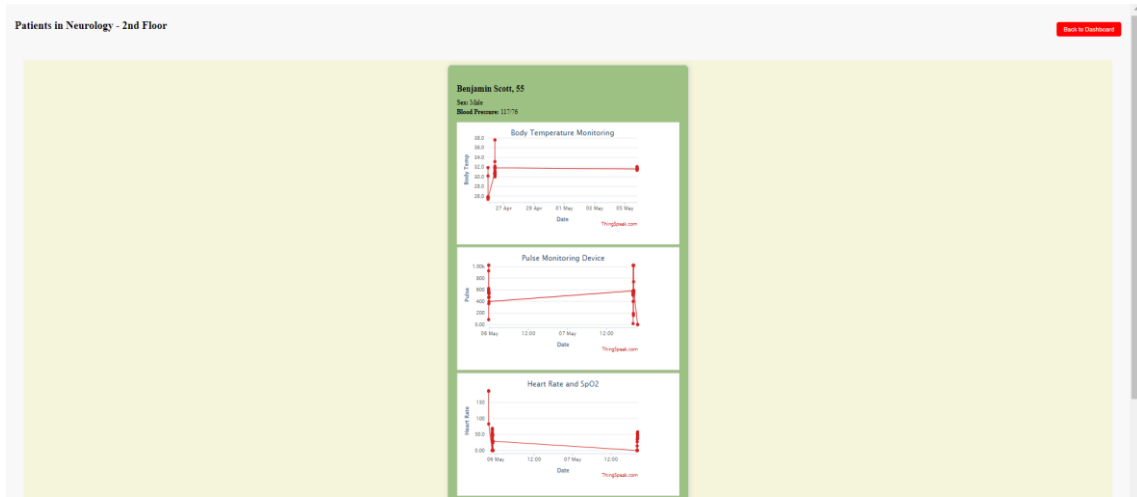 Patients in Neurology - 2nd Floor
Back to Dashboard
Benjamin Scott, 55
Sex: Male
Blood Pressure: 117/76
Body Temperature Monitoring
38.0
36.0
34.0
32.0
30.0
28.0
26.0
Body Temp
27 Apr 29 Apr 01 May 03 May 05 May
Date
ThingSpeak.com
Pulse Monitoring Device
1.00k
800
600
400
200
0.00
Pulse
06 May 12:00 07 May 12:00
Date
ThingSpeak.com
Heart Rate and SpO2
150
100
50.0
0.00
Heart Rate
06 May 12:00 07 May 12:00
Date
ThingSpeak.com